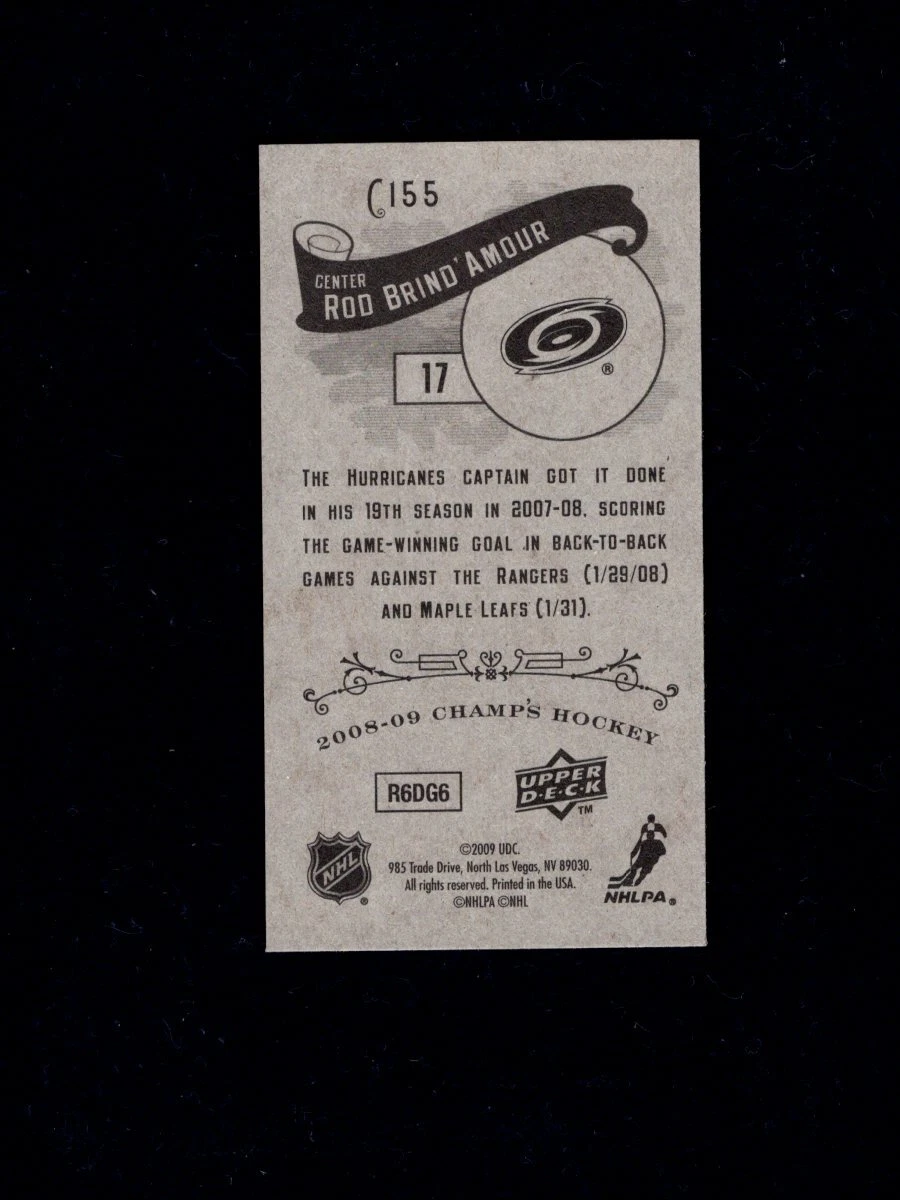 C155
CENTER
ROD BRIND'AMOUR
17
®
THE HURRICANES CAPTAIN GOT IT DONE
IN HIS 19TH SEASON IN 2007-08, SCORING
THE GAME-WINNING GOAL IN BACK-TO-BACK
GAMES AGAINST THE RANGERS (1/29/08)
AND MAPLE LEAFS (1/31).
2008-09 CHAMP'S HOCKEY
R6DG6
UPPER
D·E·C·K
TM
NHL
®
©2009 UDC.
985 Trade Drive, North Las Vegas, NV 89030.
All rights reserved. Printed in the USA.
©NHLPA ©NHL
NHLPA®